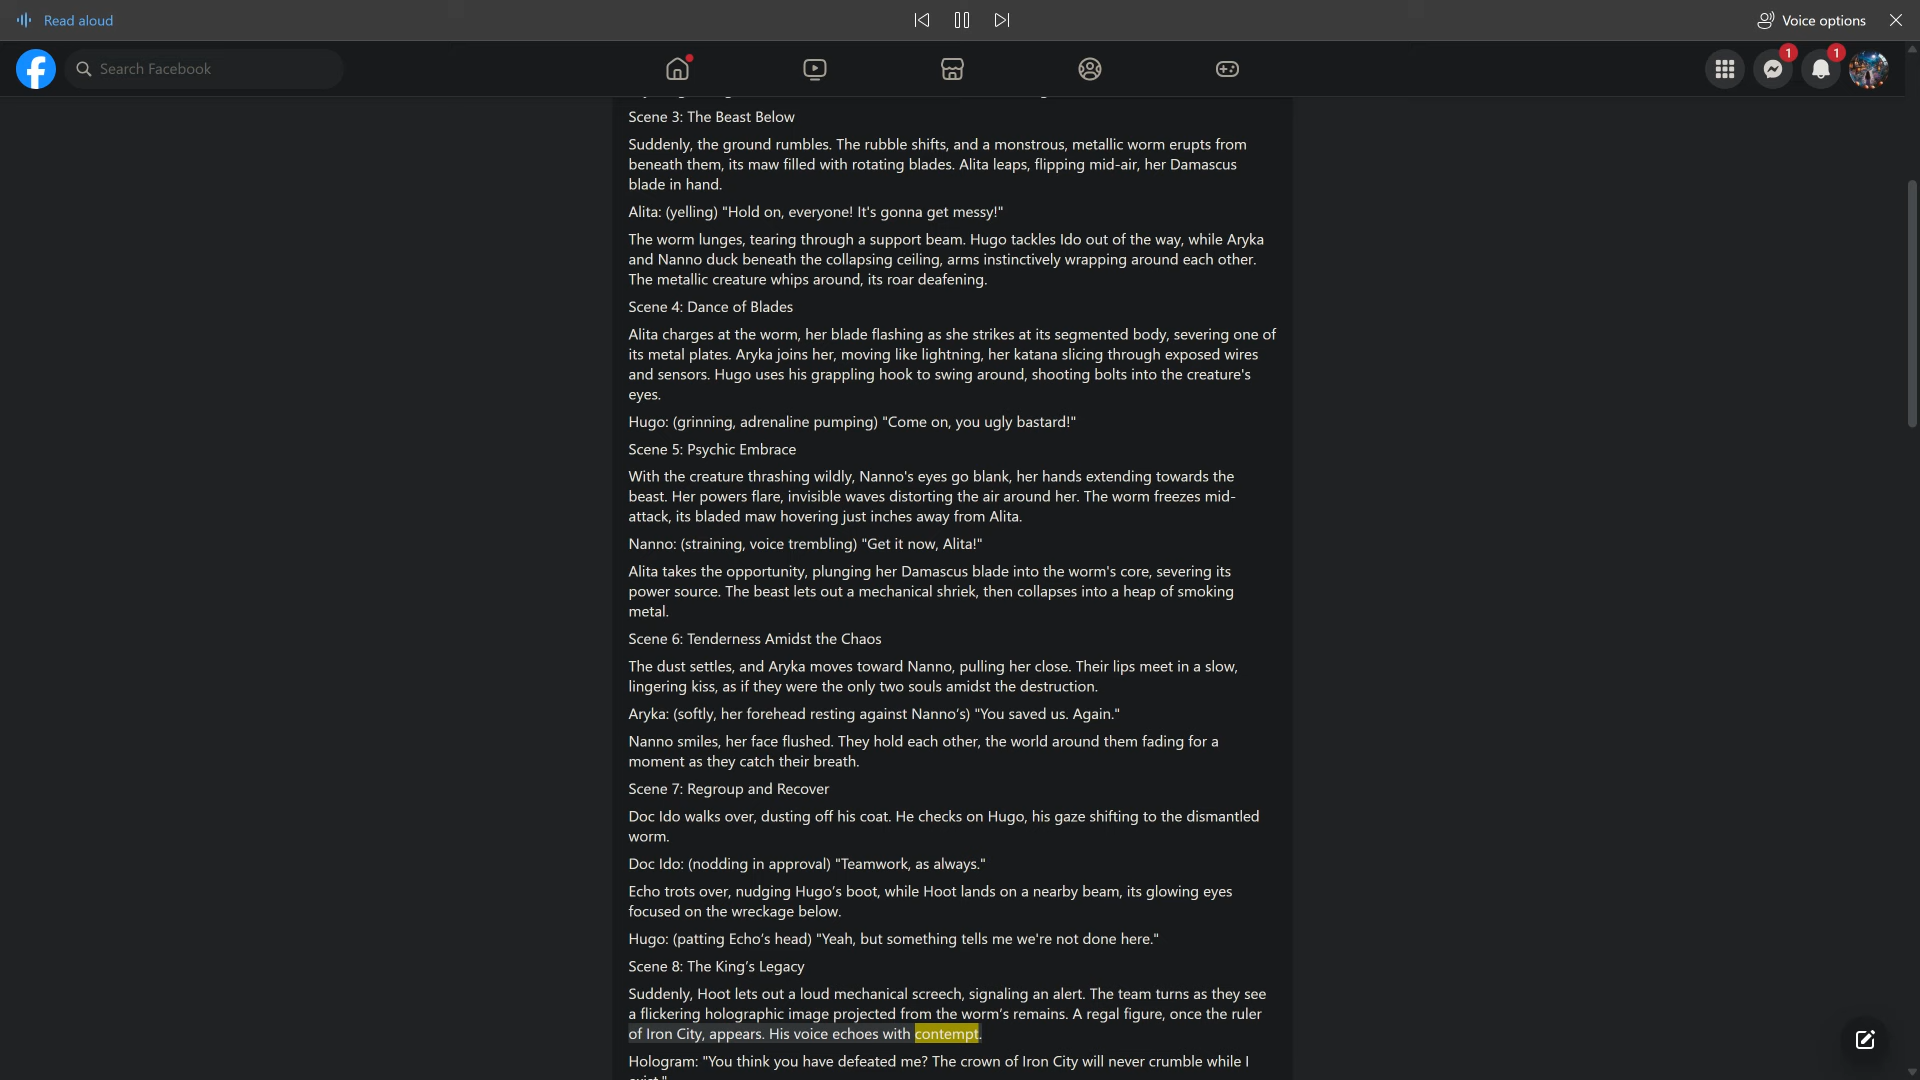 Read aloud
Voice options
Search Facebook
1
1
Scene 3: The Beast Below
Suddenly, the ground rumbles. The rubble shifts, and a monstrous, metallic worm erupts from
beneath them, its maw filled with rotating blades. Alita leaps, flipping mid-air, her Damascus
blade in hand.
Alita: (yelling) "Hold on, everyone! It's gonna get messy!"
The worm lunges, tearing through a support beam. Hugo tackles Ido out of the way, while Aryka
and Nanno duck beneath the collapsing ceiling, arms instinctively wrapping around each other.
The metallic creature whips around, its roar deafening.
Scene 4: Dance of Blades
Alita charges at the worm, her blade flashing as she strikes at its segmented body, severing one of
its metal plates. Aryka joins her, moving like lightning, her katana slicing through exposed wires
and sensors. Hugo uses his grappling hook to swing around, shooting bolts into the creature's
eyes.
Hugo: (grinning, adrenaline pumping) "Come on, you ugly bastard!"
Scene 5: Psychic Embrace
With the creature thrashing wildly, Nanno's eyes go blank, her hands extending towards the
beast. Her powers flare, invisible waves distorting the air around her. The worm freezes mid-
attack, its bladed maw hovering just inches away from Alita.
Nanno: (straining, voice trembling) "Get it now, Alita!"
Alita takes the opportunity, plunging her Damascus blade into the worm's core, severing its
power source. The beast lets out a mechanical shriek, then collapses into a heap of smoking
metal.
Scene 6: Tenderness Amidst the Chaos
The dust settles, and Aryka moves toward Nanno, pulling her close. Their lips meet in a slow,
lingering kiss, as if they were the only two souls amidst the destruction.
Aryka: (softly, her forehead resting against Nanno’s) "You saved us. Again."
Nanno smiles, her face flushed. They hold each other, the world around them fading for a
moment as they catch their breath.
Scene 7: Regroup and Recover
Doc Ido walks over, dusting off his coat. He checks on Hugo, his gaze shifting to the dismantled
worm.
Doc Ido: (nodding in approval) "Teamwork, as always."
Echo trots over, nudging Hugo’s boot, while Hoot lands on a nearby beam, its glowing eyes
focused on the wreckage below.
Hugo: (patting Echo’s head) "Yeah, but something tells me we're not done here."
Scene 8: The King’s Legacy
Suddenly, Hoot lets out a loud mechanical screech, signaling an alert. The team turns as they see
a flickering holographic image projected from the worm’s remains. A regal figure, once the ruler
of Iron City, appears. His voice echoes with contempt.
Hologram: "You think you have defeated me? The crown of Iron City will never crumble while I